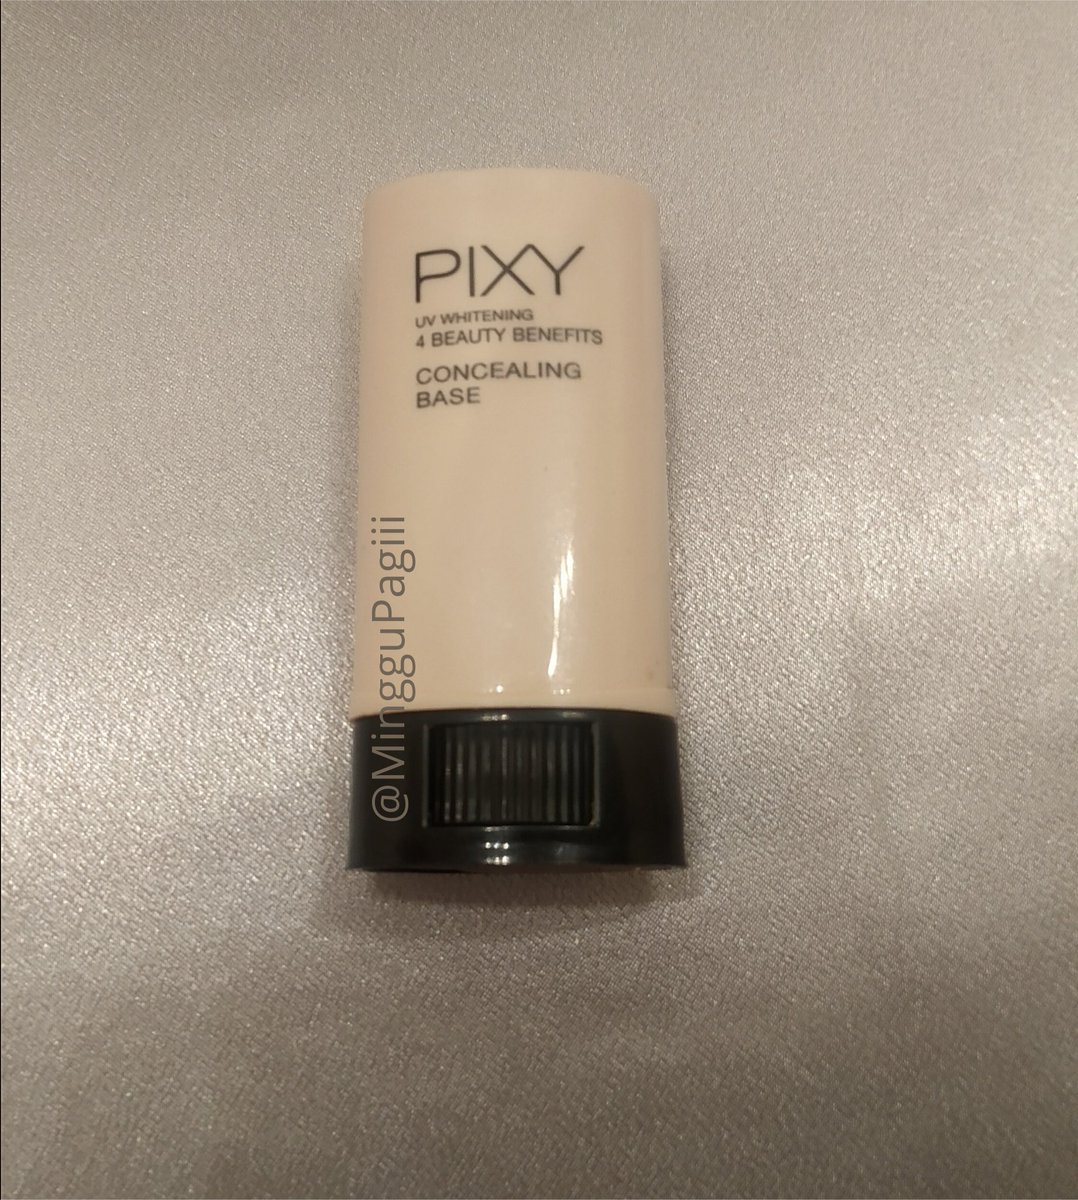 PIXY
UV WHITENING
4 BEAUTY BENEFITS
CONCEALING
BASE
@MingguPagiii